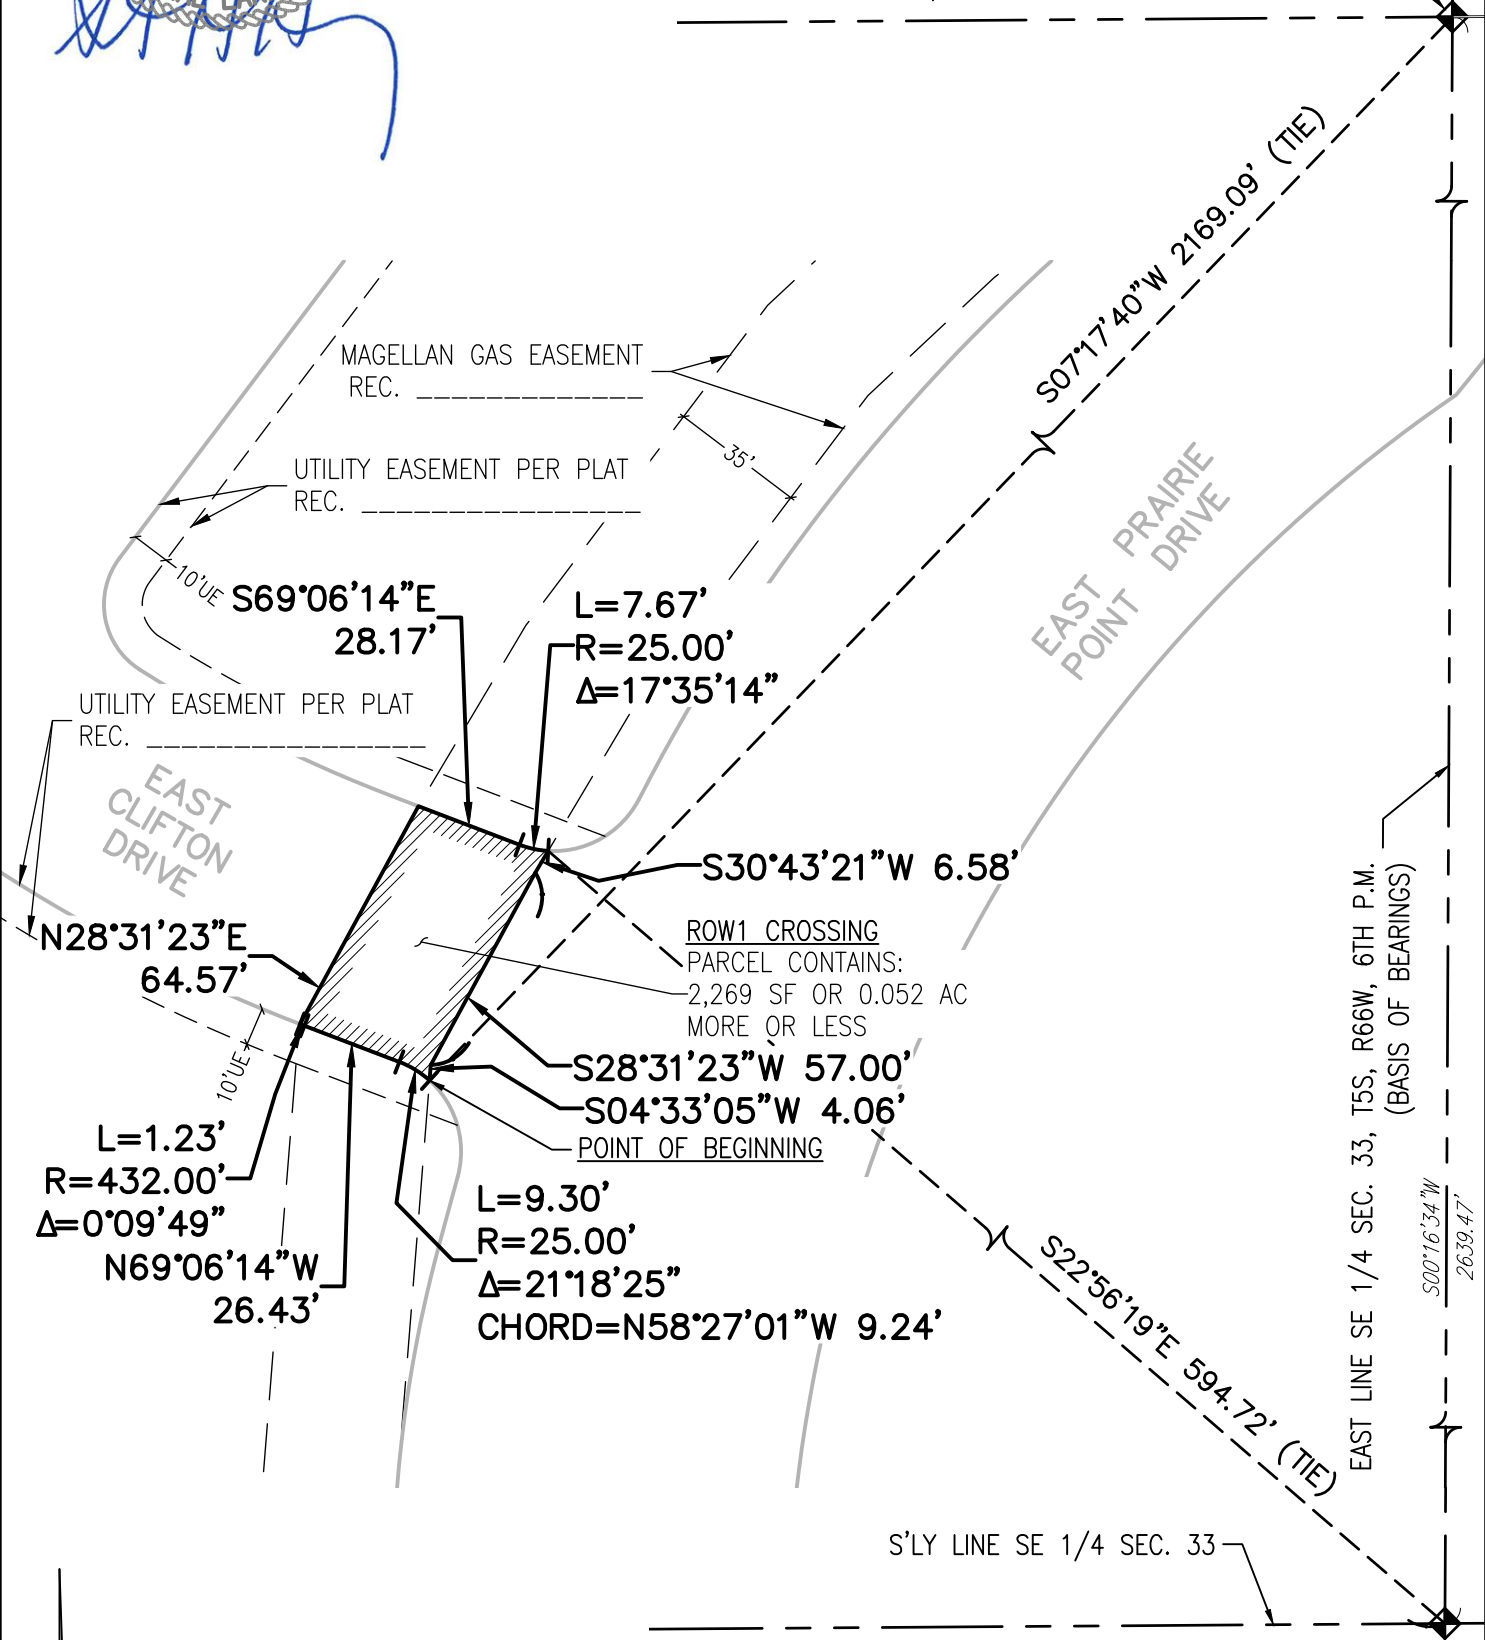 S07°17'40"W 2169.09' (TIE)
MAGELLAN GAS EASEMENT
REC. _____________
35'
UTILITY EASEMENT PER PLAT
REC. ________________
EAST PRAIRIE
POINT DRIVE
10'UE
S69°06'14"E
28.17'
L=7.67'
R=25.00'
Δ=17°35'14"
UTILITY EASEMENT PER PLAT
REC. ________________
EAST
CLIFTON
DRIVE
S30°43'21"W 6.58'
N28°31'23"E
64.57'
ROW1 CROSSING
PARCEL CONTAINS:
2,269 SF OR 0.052 AC
MORE OR LESS
10'UE
S28°31'23"W 57.00'
S04°33'05"W 4.06'
POINT OF BEGINNING
L=1.23'
R=432.00'
Δ=0°09'49"
N69°06'14"W
26.43'
L=9.30'
R=25.00'
Δ=21°18'25"
CHORD=N58°27'01"W 9.24'
EAST LINE SE 1/4 SEC. 33, T5S, R66W, 6TH P.M.
(BASIS OF BEARINGS)
S00°16'34"W
2639.47'
S22°56'19"E 594.72' (TIE)
S'LY LINE SE 1/4 SEC. 33